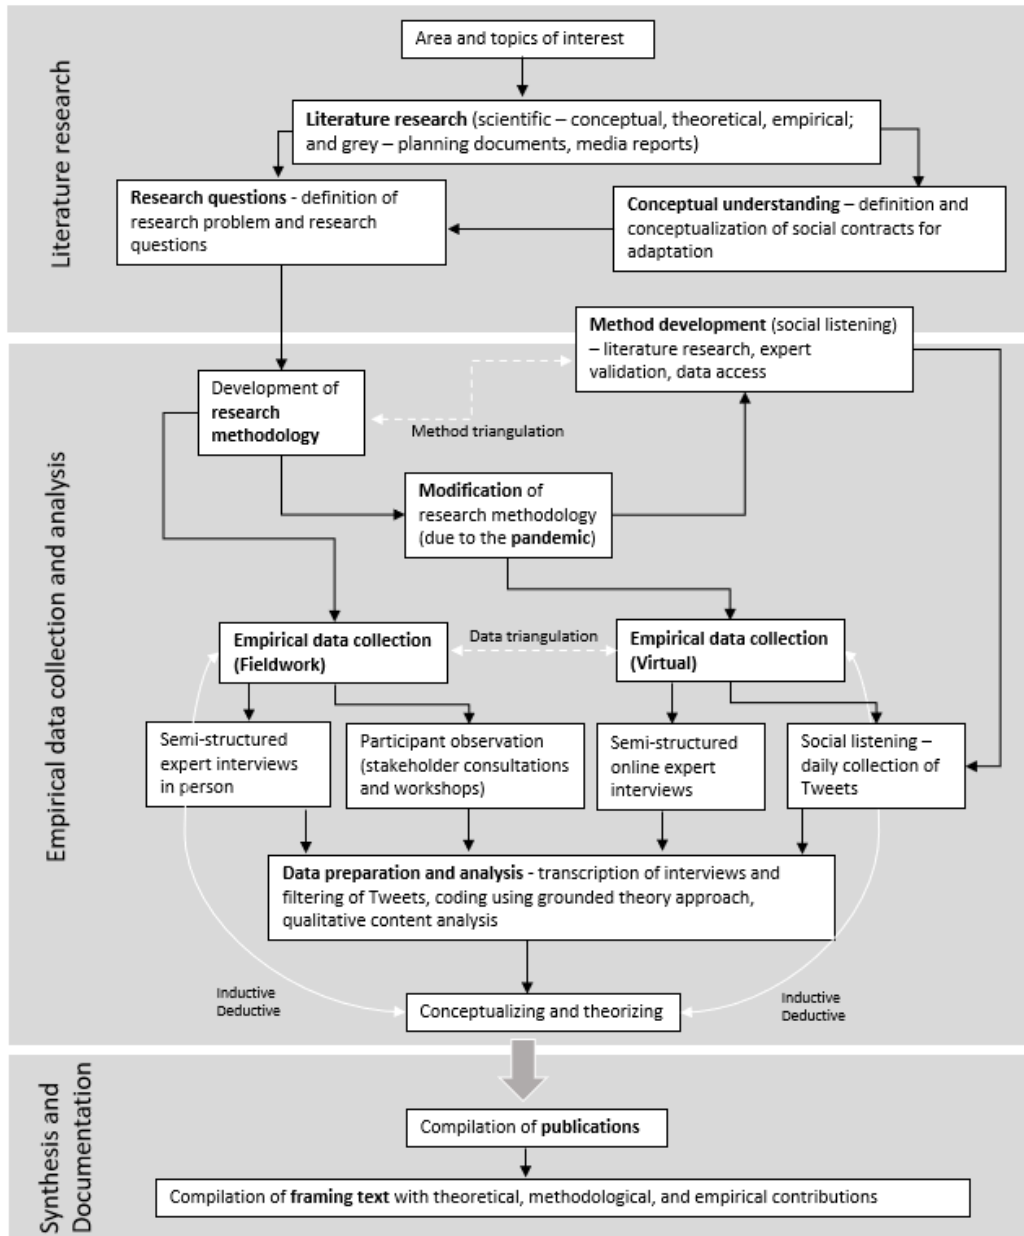 Literature research
Area and topics of interest
Literature research (scientific – conceptual, theoretical, empirical;
and grey – planning documents, media reports)
Research questions - definition of
research problem and research
questions
Conceptual understanding – definition and
conceptualization of social contracts for
adaptation
Empirical data collection and analysis
Method development (social listening)
– literature research, expert
validation, data access
Development of
research
methodology
Method triangulation
Modification of
research methodology
(due to the pandemic)
Empirical data collection
(Fieldwork)
Data triangulation
Empirical data collection
(Virtual)
Semi-structured
expert interviews
in person
Participant observation
(stakeholder consultations
and workshops)
Semi-structured
online expert
interviews
Social listening –
daily collection of
Tweets
Data preparation and analysis - transcription of interviews and
filtering of Tweets, coding using grounded theory approach,
qualitative content analysis
Inductive
Deductive
Conceptualizing and theorizing
Inductive
Deductive
Synthesis and
Documentation
Compilation of publications
Compilation of framing text with theoretical, methodological, and empirical contributions